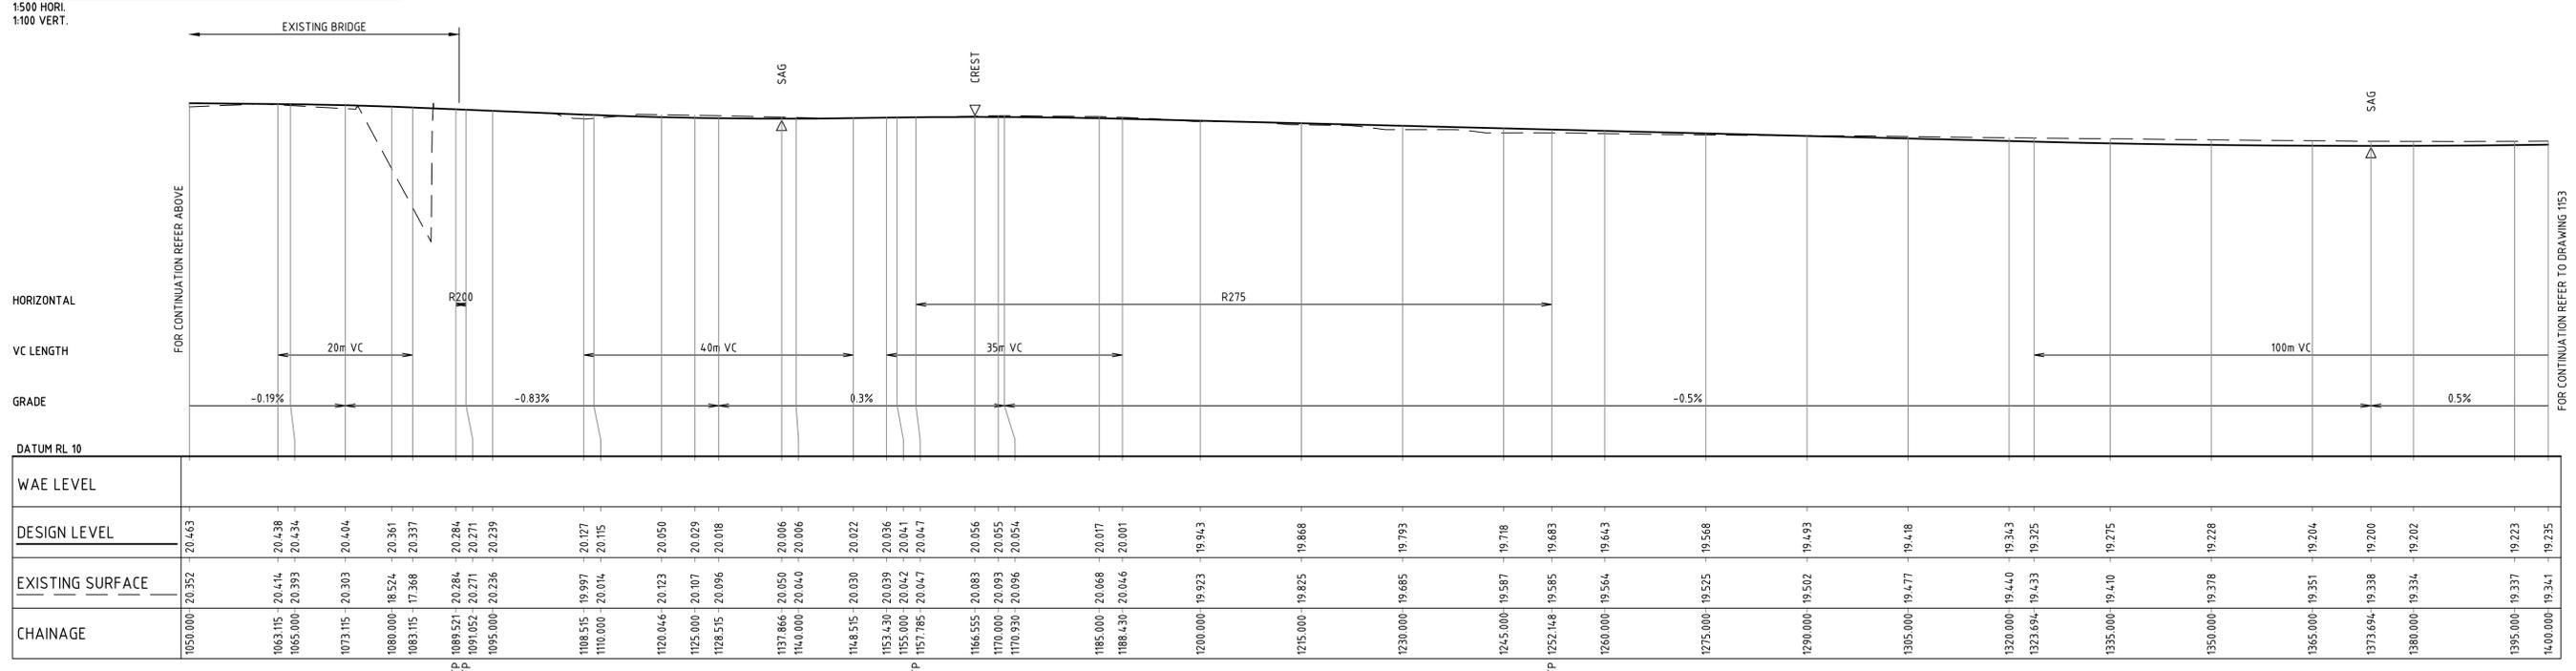 1:500 HORI.
1:100 VERT.
EXISTING BRIDGE
SAG
CREST
SAG
FOR CONTINUATION REFER ABOVE
FOR CONTINUATION REFER TO DRAWING 1153
HORIZONTAL
R200
R275
VC LENGTH
20m VC
40m VC
35m VC
100m VC
GRADE
-0.19%
-0.83%
0.3%
-0.5%
0.5%
DATUM RL 10
WAE LEVEL
DESIGN LEVEL
20.463 20.438 20.434 20.404 20.361 20.337 20.284 20.271 20.239 20.127 20.115 20.050 20.029 20.018 20.006 20.006 20.022 20.036 20.041 20.047 20.056 20.055 20.054 20.017 20.001 19.943 19.868 19.793 19.718 19.683 19.643 19.568 19.493 19.418 19.343 19.325 19.275 19.228 19.204 19.200 19.202 19.223 19.235
EXISTING SURFACE
20.352 20.414 20.393 20.303 18.524 17.368 20.284 20.271 20.236 19.997 20.014 20.123 20.107 20.096 20.050 20.040 20.030 20.039 20.042 20.047 20.083 20.093 20.096 20.068 20.046 19.923 19.825 19.685 19.587 19.585 19.564 19.525 19.502 19.477 19.440 19.433 19.410 19.378 19.351 19.338 19.334 19.337 19.341
CHAINAGE
1050.000 1063.115 1065.000 1073.115 1080.000 1083.115 1089.521 1091.052 1095.000 1108.515 1110.000 1120.046 1125.000 1128.515 1137.866 1140.000 1148.515 1153.430 1155.000 1157.785 1166.555 1170.000 1170.930 1185.000 1188.430 1200.000 1215.000 1230.000 1245.000 1252.148 1260.000 1275.000 1290.000 1305.000 1320.000 1323.694 1335.000 1350.000 1365.000 1373.694 1380.000 1395.000 1400.000